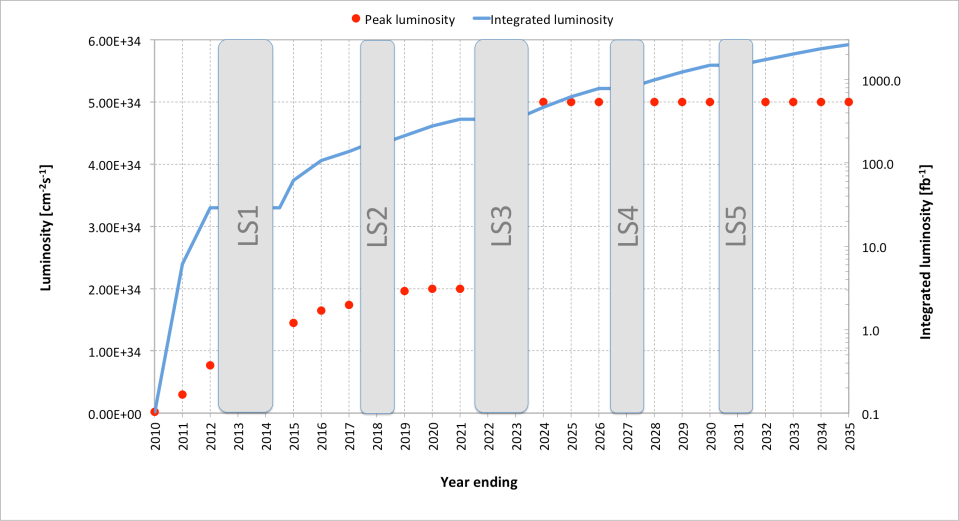 Peak luminosity Integrated luminosity
6.00E+34
5.00E+34
4.00E+34
3.00E+34
2.00E+34
1.00E+34
0.00E+00
Luminosity [cm-2s-1]
LS1
LS2
LS3
LS4
LS5
1000.0
100.0
10.0
1.0
0.1
Integrated luminosity [fb-1]
2010 2011 2012 2013 2014 2015 2016 2017 2018 2019 2020 2021 2022 2023 2024 2025 2026 2027 2028 2029 2030 2031 2032 2033 2034 2035
Year ending